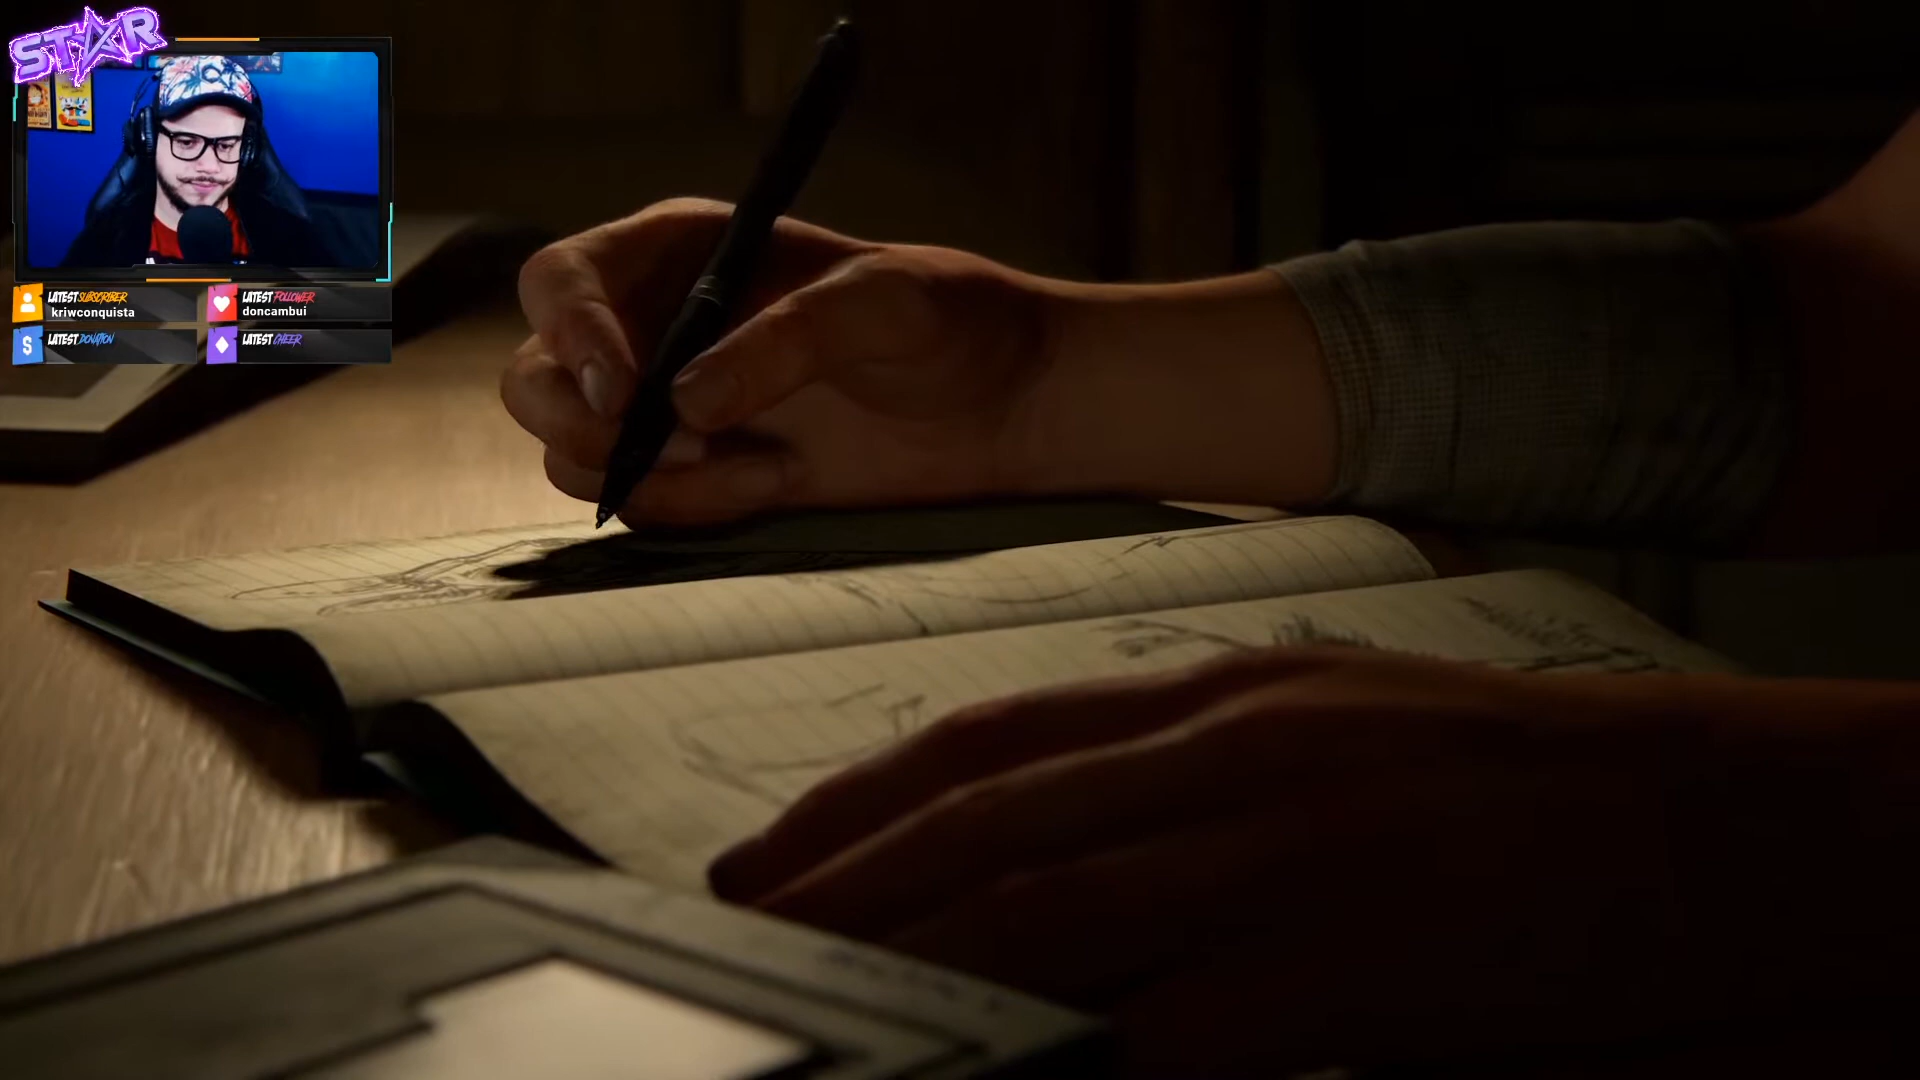 STAR
LATEST SUBSCRIBER
kriwconquista
LATEST FOLLOWER
doncambui
LATEST DONATION
LATEST CHEER